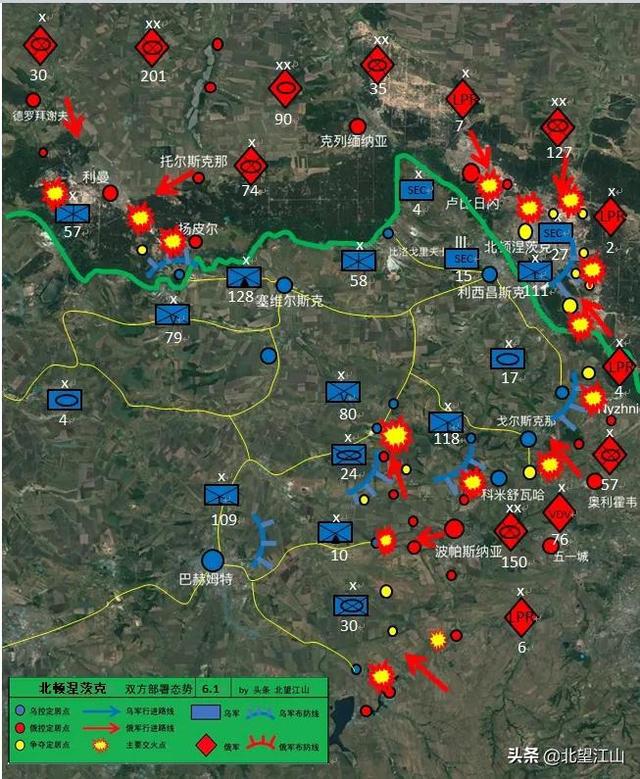 x
30
x
201
xx
90
xx
35
x
LPR
7
xx
127
德罗拜谢夫
克列缅纳亚
托尔斯克那
x
74
利曼
x
57
扬皮尔
x
SEC
4
卢比日内
x
LPR
2
北顿涅茨克
SEC
27
比洛戈里夫
III
SEC
15
利西昌斯克
x
111
x
128
塞维尔斯克
x
58
x
79
x
17
x
LPR
4
Nyzhni
x
4
x
80
x
118
戈尔斯克那
x
24
x
57
科米舒瓦哈
奥利霍韦
x
109
x
10
波帕斯纳亚
xx
150
x
VDV
76
五一城
巴赫姆特
x
30
x
LPR
6
北顿涅茨克 双方部署态势 6.1 by 头条 北望江山
乌控定居点 乌军行进路线 乌军 乌军布防线
俄控定居点 俄军行进路线
争夺定居点 主要交火点 俄军 俄军布防线
头条 @北望江山